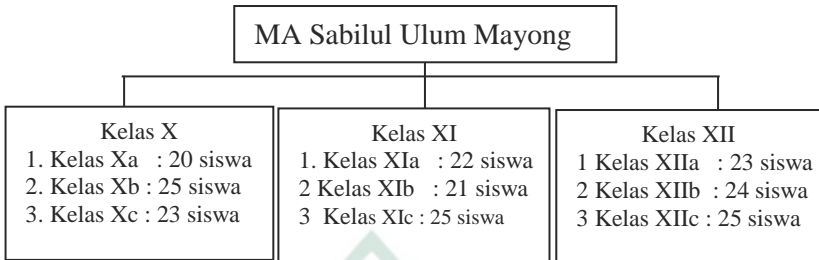 MA Sabilul Ulum Mayong
Kelas X
1. Kelas Xa : 20 siswa
2. Kelas Xb : 25 siswa
3. Kelas Xc : 23 siswa
Kelas XI
1. Kelas XIa : 22 siswa
2 Kelas XIb : 21 siswa
3 Kelas XIc : 25 siswa
Kelas XII
1 Kelas XIIa : 23 siswa
2 Kelas XIIb : 24 siswa
3 Kelas XIIc : 25 siswa